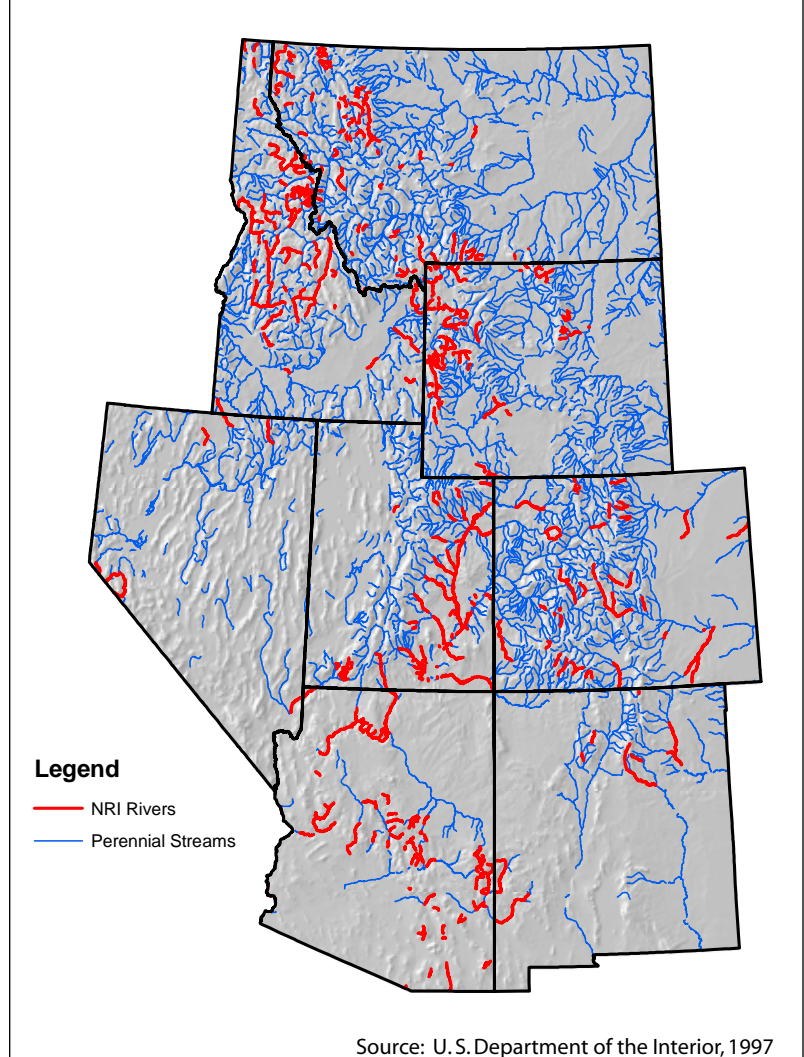 Legend
NRI Rivers
Perennial Streams
Source: U.S. Department of the Interior, 1997